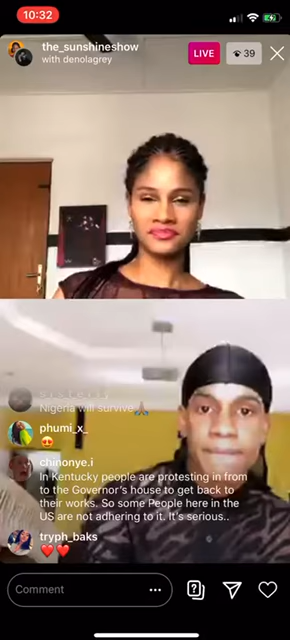 10:32
the_sunshineshow
with denolagrey
LIVE
39
Nigeria will survive🙏🏽
phumi_x_
😍
chinonye.i
In Kentucky people are protesting in from
to the Governor's house to get back to
their works. So some People here in the
US are not adhering to it. It's serious..
tryph_baks
❤️❤️
Comment